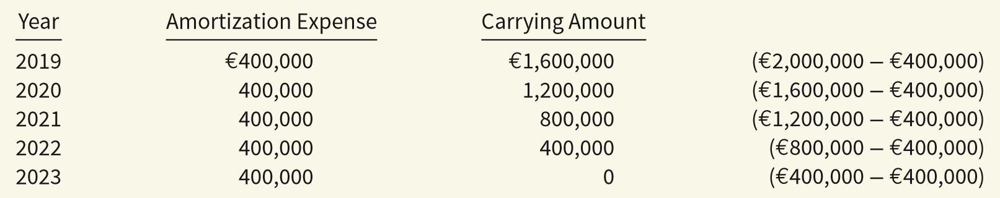 Year Amortization Expense Carrying Amount
2019 €400,000 €1,600,000 (€2,000,000 – €400,000)
2020 400,000 1,200,000 (€1,600,000 – €400,000)
2021 400,000 800,000 (€1,200,000 – €400,000)
2022 400,000 400,000 (€800,000 – €400,000)
2023 400,000 0 (€400,000 – €400,000)